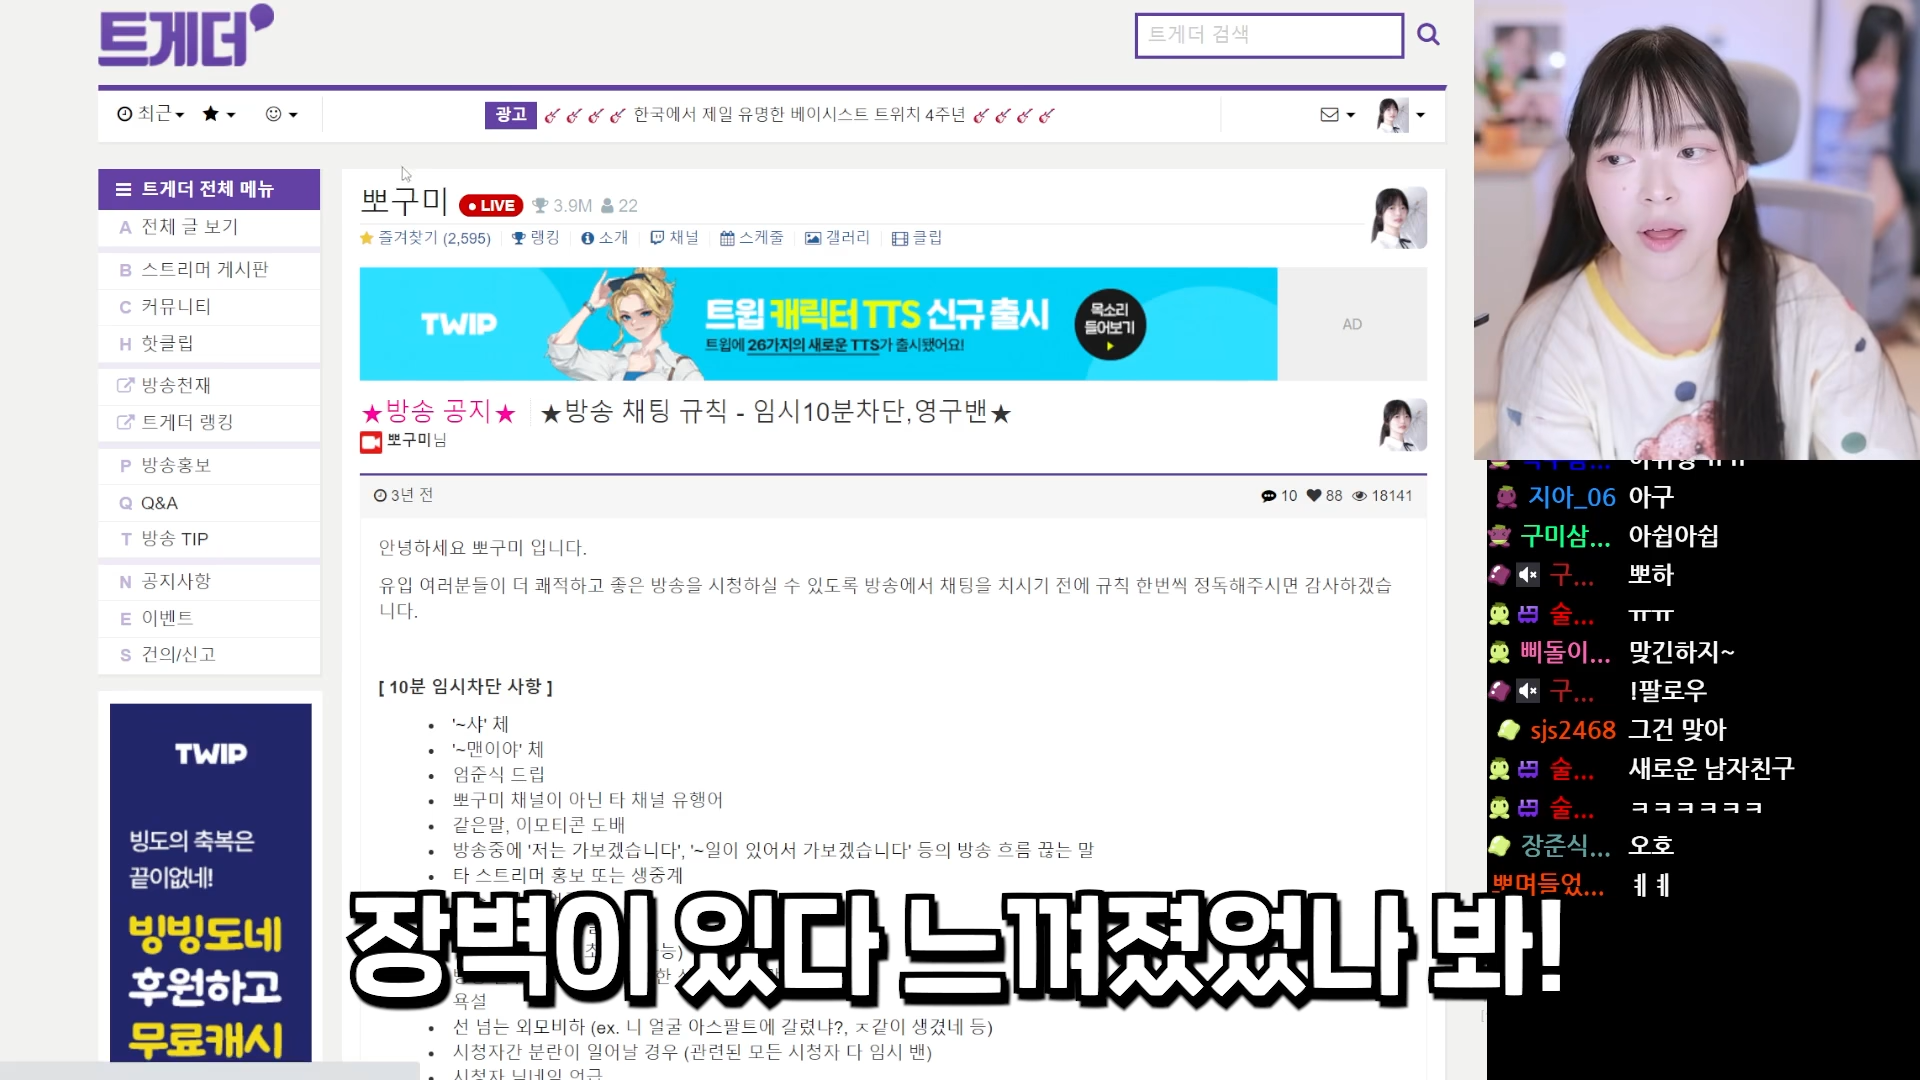 트게더
트게더 검색
최근
광고 한국에서 제일 유명한 베이시스트 트위치 4주년
트게더 전체 메뉴
A 전체 글 보기
B 스트리머 게시판
C 커뮤니티
H 핫클립
방송천재
트게더 랭킹
P 방송홍보
Q Q&A
T 방송 TIP
N 공지사항
E 이벤트
S 건의/신고
TWIP
빙도의 축복은
끝이없네!
빙빙도네
후원하고
무료캐시
뽀구미 LIVE 3.9M 22
즐겨찾기 (2,595) 랭킹 소개 채널 스케줄 갤러리 클립
TWIP
트윕 캐릭터 TTS 신규 출시
트윕에 26가지의 새로운 TTS가 출시됐어요!
목소리
들어보기
AD
★방송 공지★ ★방송 채팅 규칙 - 임시10분차단,영구밴★
뽀구미님
3년 전 10 88 18141
안녕하세요 뽀구미 입니다.
유입 여러분들이 더 쾌적하고 좋은 방송을 시청하실 수 있도록 방송에서 채팅을 치시기 전에 규칙 한번씩 정독해주시면 감사하겠습
니다.
[ 10분 임시차단 사항 ]
• '~샤' 체
• '~맨이야' 체
• 엄준식 드립
• 뽀구미 채널이 아닌 타 채널 유행어
• 같은말, 이모티콘 도배
• 방송중에 '저는 가보겠습니다', '~일이 있어서 가보겠습니다' 등의 방송 흐름 끊는 말
• 타 스트리머 홍보 또는 생중계
욕설
• 선 넘는 외모비하 (ex. 니 얼굴 아스팔트에 갈렸냐?, ㅈ같이 생겼네 등)
• 시청자간 분란이 일어날 경우 (관련된 모든 시청자 다 임시 밴)
• 시청자 닉네임 언급
장벽이 있다 느껴졌었나 봐!
지아_06 아구
구미삼... 아쉽아쉽
구... 뽀하
술... ㅠㅠ
삐돌이... 맞긴하지~
구... !팔로우
sjs2468 그건 맞아
술... 새로운 남자친구
술... ㅋㅋㅋㅋㅋㅋ
장준식... 오호
뽀며들었... ㅖㅖ